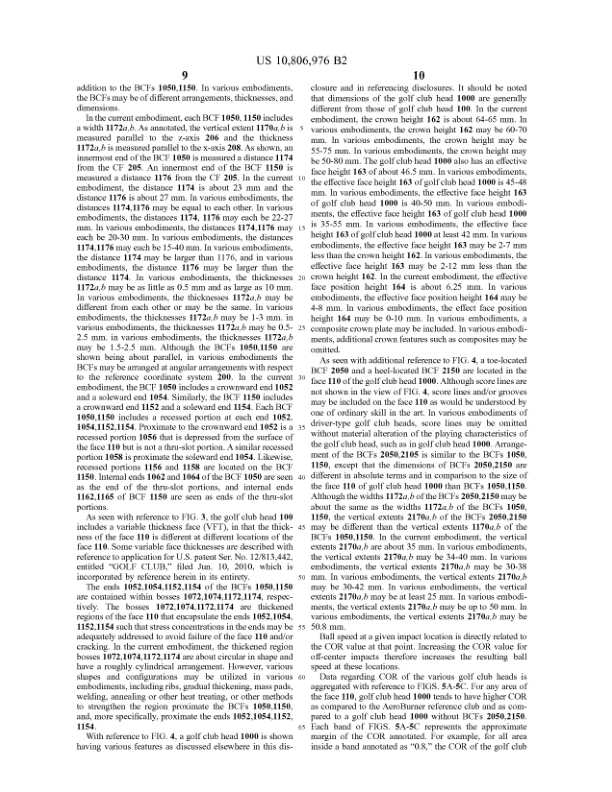 US 10,806,976 B2
9
addition to the BCFs 1050,1150. In various embodiments,
the BCFs may be of different arrangements, thicknesses, and
dimensions.
In the current embodiment, each BCF 1050, 1150 includes
a width 1172a,b. As annotated, the vertical extent 1170a,b is
measured parallel to the z-axis 206 and the thickness
1172a,b is measured parallel to the x-axis 208. As shown, an
innermost end of the BCF 1050 is measured a distance 1174
from the CF 205. An innermost end of the BCF 1150 is
measured a distance 1176 from the CF 205. In the current
embodiment, the distance 1174 is about 23 mm and the
distance 1176 is about 27 mm. In various embodiments, the
distances 1174,1176 may be equal to each other. In various
embodiments, the distances 1174, 1176 may each be 22-27
mm. In various embodiments, the distances 1174,1176 may
each be 20-30 mm. In various embodiments, the distances
1174,1176 may each be 15-40 mm. In various embodiments,
the distance 1174 may be larger than 1176, and in various
embodiments, the distance 1176 may be larger than the
distance 1174. In various embodiments, the thicknesses
1172a,b may be as little as 0.5 mm and as large as 10 mm.
In various embodiments, the thicknesses 1172a,b may be
different from each other or may be the same. In various
embodiments, the thicknesses 1172a,b may be 1-3 mm. in
various embodiments, the thicknesses 1172a,b may be 0.5-
2.5 mm. in various embodiments, the thicknesses 1172a,b
may be 1.5-2.5 mm. Although the BCFs 1050,1150 are
shown being about parallel, in various embodiments the
BCFs may be arranged at angular arrangements with respect
to the reference coordinate system 200. In the current
embodiment, the BCF 1050 includes a crownward end 1052
and a soleward end 1054. Similarly, the BCF 1150 includes
a crownward end 1152 and a soleward end 1154. Each BCF
1050,1150 includes a recessed portion at each end 1052,
1054,1152,1154. Proximate to the crownward end 1052 is a
recessed portion 1056 that is depressed from the surface of
the face 110 but is not a thru-slot portion. A similar recessed
portion 1058 is proximate the soleward end 1054. Likewise,
recessed portions 1156 and 1158 are located on the BCF
1150. Internal ends 1062 and 1064 of the BCF 1050 are seen
as the end of the thru-slot portions, and internal ends
1162,1165 of BCF 1150 are seen as ends of the thru-slot
portions.
As seen with reference to FIG. 3, the golf club head 100
includes a variable thickness face (VFT), in that the thick-
ness of the face 110 is different at different locations of the
face 110. Some variable face thicknesses are described with
reference to application for U.S. patent Ser. No. 12/813,442,
entitled “GOLF CLUB,” filed Jun. 10, 2010, which is
incorporated by reference herein in its entirety.
The ends 1052,1054,1152,1154 of the BCFs 1050,1150
are contained within bosses 1072,1074,1172,1174, respec-
tively. The bosses 1072,1074,1172,1174 are thickened
regions of the face 110 that encapsulate the ends 1052,1054,
1152,1154 such that stress concentrations in the ends may be
adequately addressed to avoid failure of the face 110 and/or
cracking. In the current embodiment, the thickened region
bosses 1072,1074,1172,1174 are about circular in shape and
have a roughly cylindrical arrangement. However, various
shapes and configurations may be utilized in various
embodiments, including ribs, gradual thickening, mass pads,
welding, annealing or other heat treating, or other methods
to strengthen the region proximate the BCFs 1050,1150,
and, more specifically, proximate the ends 1052,1054,1152,
1154.
With reference to FIG. 4, a golf club head 1000 is shown
having various features as discussed elsewhere in this dis-
5
10
15
20
25
30
35
40
45
50
55
60
65
10
closure and in referencing disclosures. It should be noted
that dimensions of the golf club head 1000 are generally
different from those of golf club head 100. In the current
embodiment, the crown height 162 is about 64-65 mm. In
various embodiments, the crown height 162 may be 60-70
mm. In various embodiments, the crown height may be
55-75 mm. In various embodiments, the crown height may
be 50-80 mm. The golf club head 1000 also has an effective
face height 163 of about 46.5 mm. In various embodiments,
the effective face height 163 of golf club head 1000 is 45-48
mm. In various embodiments, the effective face height 163
of golf club head 1000 is 40-50 mm. In various embodi-
ments, the effective face height 163 of golf club head 1000
is 35-55 mm. In various embodiments, the effective face
height 163 of golf club head 1000 at least 42 mm. In various
embodiments, the effective face height 163 may be 2-7 mm
less than the crown height 162. In various embodiments, the
effective face height 163 may be 2-12 mm less than the
crown height 162. In the current embodiment, the effective
face position height 164 is about 6.25 mm. In various
embodiments, the effective face position height 164 may be
4-8 mm. In various embodiments, the effect face position
height 164 may be 0-10 mm. In various embodiments, a
composite crown plate may be included. In various embodi-
ments, additional crown features such as composites may be
omitted.
As seen with additional reference to FIG. 4, a toe-located
BCF 2050 and a heel-located BCF 2150 are located in the
face 110 of the golf club head 1000. Although score lines are
not shown in the view of FIG. 4, score lines and/or grooves
may be included on the face 110 as would be understood by
one of ordinary skill in the art. In various embodiments of
driver-type golf club heads, score lines may be omitted
without material alteration of the playing characteristics of
the golf club head, such as in golf club head 1000. Arrange-
ment of the BCFs 2050,2105 is similar to the BCFs 1050,
1150, except that the dimensions of BCFs 2050,2150 are
different in absolute terms and in comparison to the size of
the face 110 of golf club head 1000 than BCFs 1050,1150.
Although the widths 1172a,b of the BCFs 2050,2150 may be
about the same as the widths 1172a,b of the BCFs 1050,
1150, the vertical extents 2170a,b of the BCFs 2050,2150
may be different than the vertical extents 1170a,b of the
BCFs 1050,1150. In the current embodiment, the vertical
extents 2170a,b are about 35 mm. In various embodiments,
the vertical extents 2170a,b may be 34-40 mm. In various
embodiments, the vertical extents 2170a,b may be 30-38
mm. In various embodiments, the vertical extents 2170a,b
may be 30-42 mm. In various embodiments, the vertical
extents 2170a,b may be at least 25 mm. In various embodi-
ments, the vertical extents 2170a,b may be up to 50 mm. In
various embodiments, the vertical extents 2170a,b may be
50.8 mm.
Ball speed at a given impact location is directly related to
the COR value at that point. Increasing the COR value for
off-center impacts therefore increases the resulting ball
speed at these locations.
Data regarding COR of the various golf club heads is
aggregated with reference to FIGS. 5A-5C. For any area of
the face 110, golf club head 1000 tends to have higher COR
as compared to the AeroBurner reference club and as com-
pared to a golf club head 1000 without BCFs 2050,2150.
Each band of FIGS. 5A-5C represents the approximate
margin of the COR annotated. For example, for all area
inside a band annotated as “0.8,” the COR of the golf club